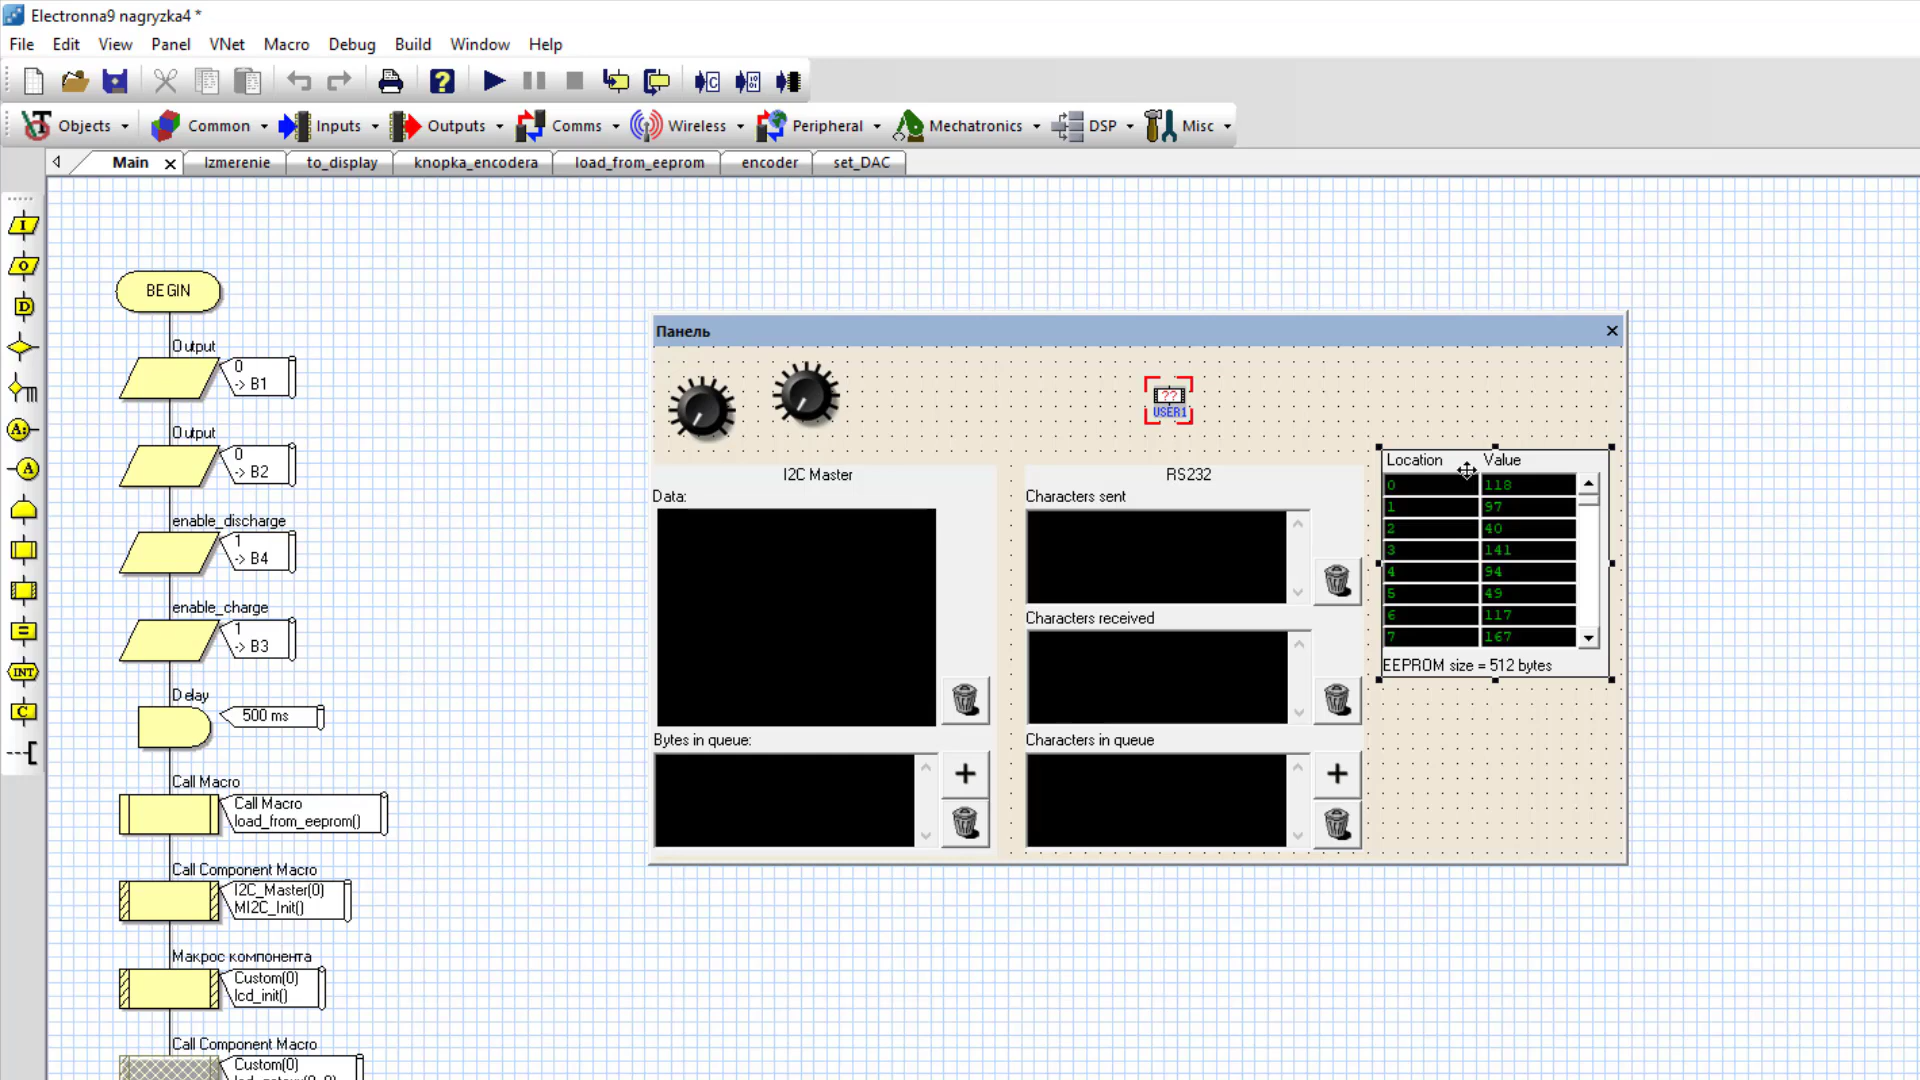 Electronna9 nagryzka4 *
File Edit View Panel VNet Macro Debug Build Window Help
Objects Common Inputs Outputs Comms Wireless Peripheral Mechatronics DSP Misc
Main Izmerenie to_display knopka_encodera load_from_eeprom encoder set_DAC
BEGIN
Output
0
-> B1
Output
0
-> B2
enable_discharge
1
-> B4
enable_charge
1
-> B3
Delay
500 ms
Call Macro
Call Macro
load_from_eeprom()
Call Component Macro
I2C_Master(0)
MI2C_Init()
Макрос компонента
Custom(0)
lcd_init()
Call Component Macro
Custom(0)
Панель
??
USER1
I2C Master
Data:
Bytes in queue:
RS232
Characters sent
Characters received
Characters in queue
Location Value
0 118
1 97
2 40
3 141
4 94
5 49
6 117
7 167
EEPROM size = 512 bytes
I
O
D
A:
A
=
INT
C